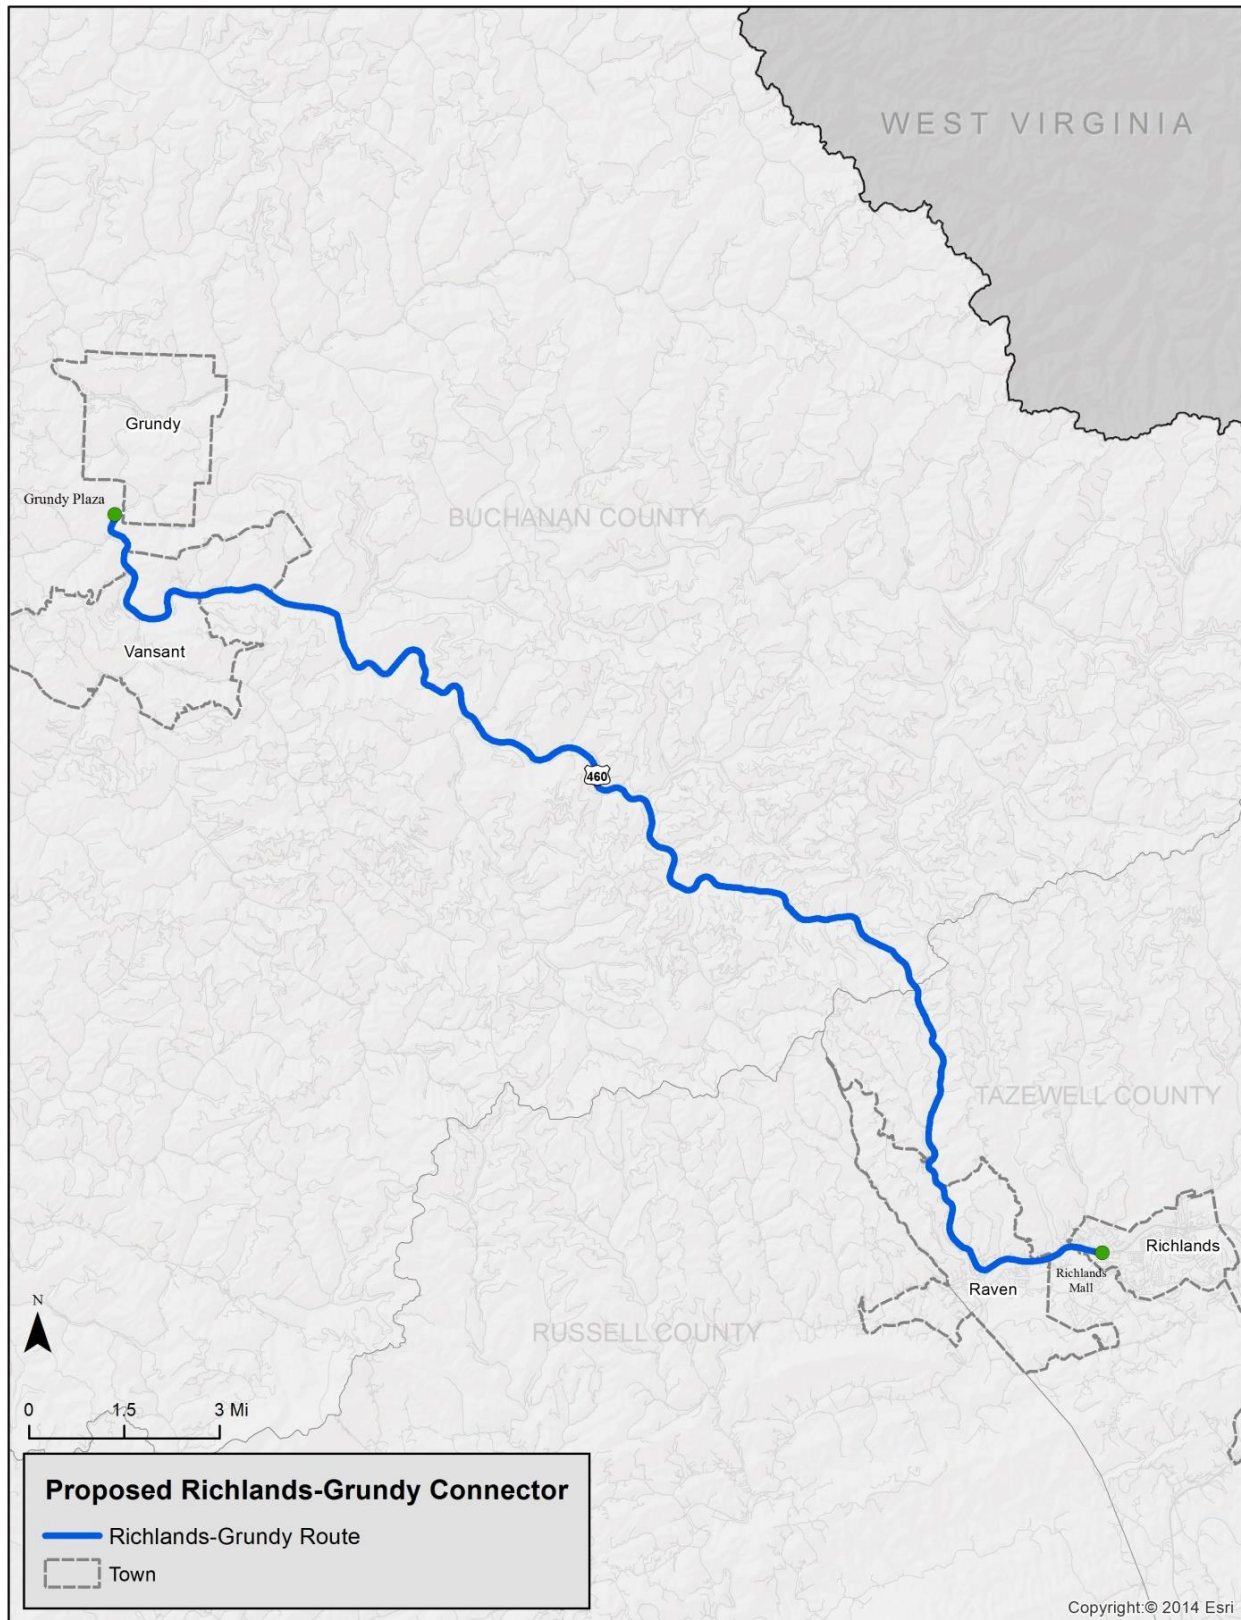 WEST VIRGINIA
Grundy
Grundy Plaza
BUCHANAN COUNTY
Vansant
460
TAZEWELL COUNTY
Richlands
Richlands
Mall
Raven
RUSSELL COUNTY
N
0 1.5 3 Mi
Proposed Richlands-Grundy Connector
Richlands-Grundy Route
Town
Copyright:© 2014 Esri